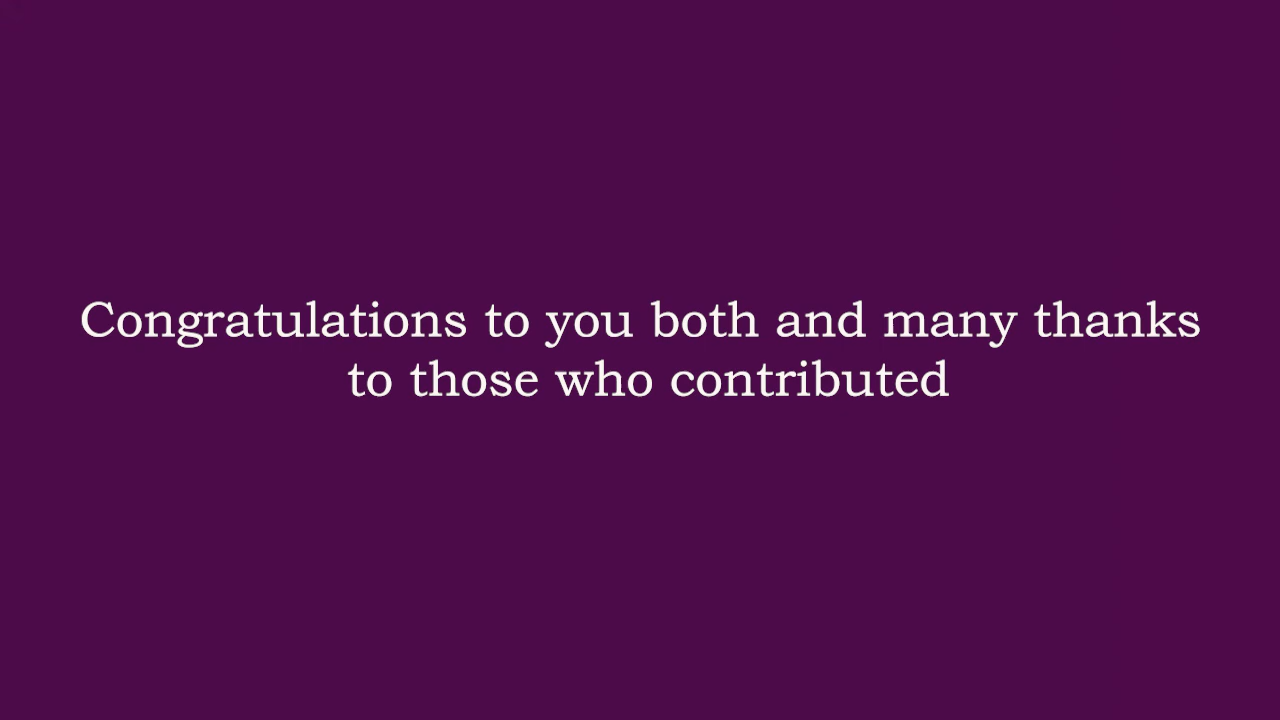 Congratulations to you both and many thanks
to those who contributed